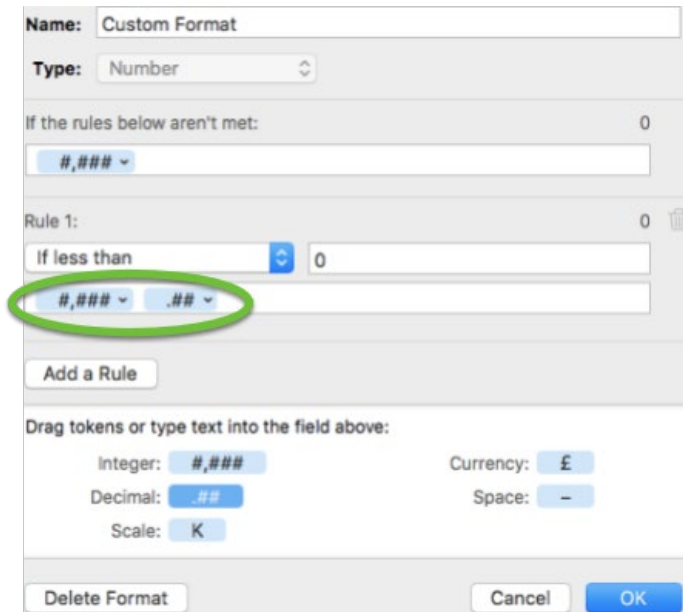 Name: Custom Format
Type: Number
If the rules below aren't met: 0
#,###
Rule 1: 0
If less than 0
#,### .##
Add a Rule
Drag tokens or type text into the field above:
Integer: #,### Currency: £
Decimal: .## Space: –
Scale: K
Delete Format Cancel OK